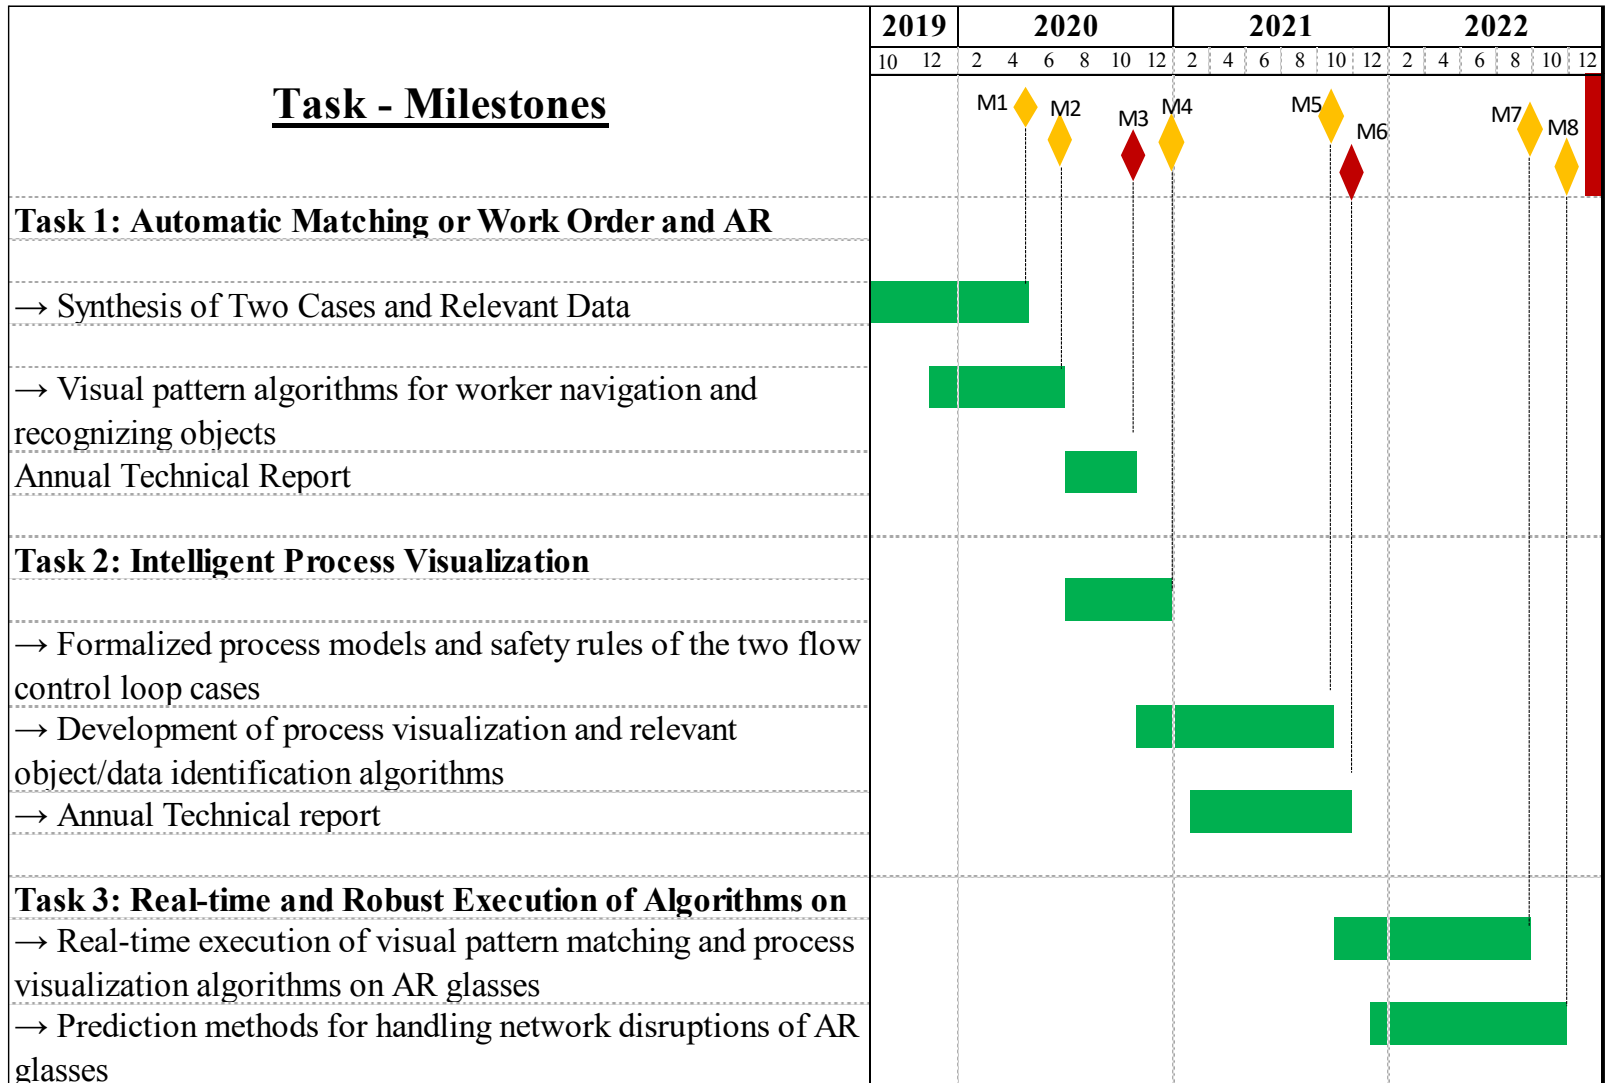 2019 2020 2021 2022
10 12 2 4 6 8 10 12 2 4 6 8 10 12 2 4 6 8 10 12
Task - Milestones
M1 M2 M3 M4 M5 M6 M7 M8
Task 1: Automatic Matching or Work Order and AR
→ Synthesis of Two Cases and Relevant Data
→ Visual pattern algorithms for worker navigation and
recognizing objects
Annual Technical Report
Task 2: Intelligent Process Visualization
→ Formalized process models and safety rules of the two flow
control loop cases
→ Development of process visualization and relevant
object/data identification algorithms
→ Annual Technical report
Task 3: Real-time and Robust Execution of Algorithms on
→ Real-time execution of visual pattern matching and process
visualization algorithms on AR glasses
→ Prediction methods for handling network disruptions of AR
glasses